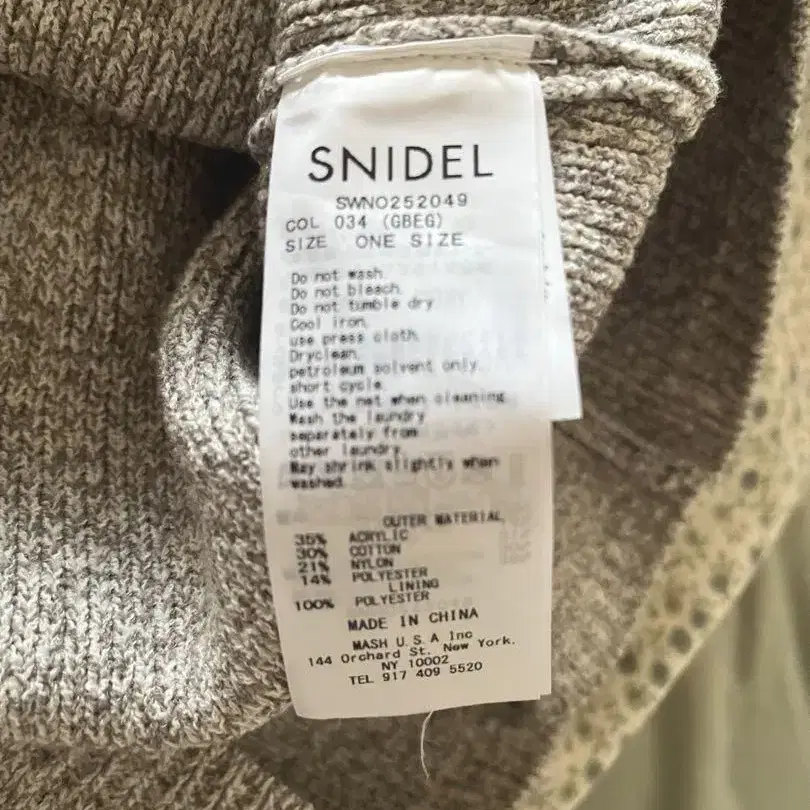 SNIDEL
SWNO252049
COL 034 (GBEG)
SIZE ONE SIZE
Do not wash.
Do not bleach.
Do not tumble dry
Cool iron,
use press cloth.
Dryclean,
petroleum solvent only,
short cycle
Use the net when cleaning
Wash the laundry
separately from
other laundry.
May shrink slightly when
washed.
OUTER MATERIAL
35% ACRYLIC
30% COTTON
21% NYLON
14% POLYESTER
LINING
100% POLYESTER
MADE IN CHINA
MASH U.S.A Inc
144 Orchard St. New York,
NY 10002
TEL 917 409 5520